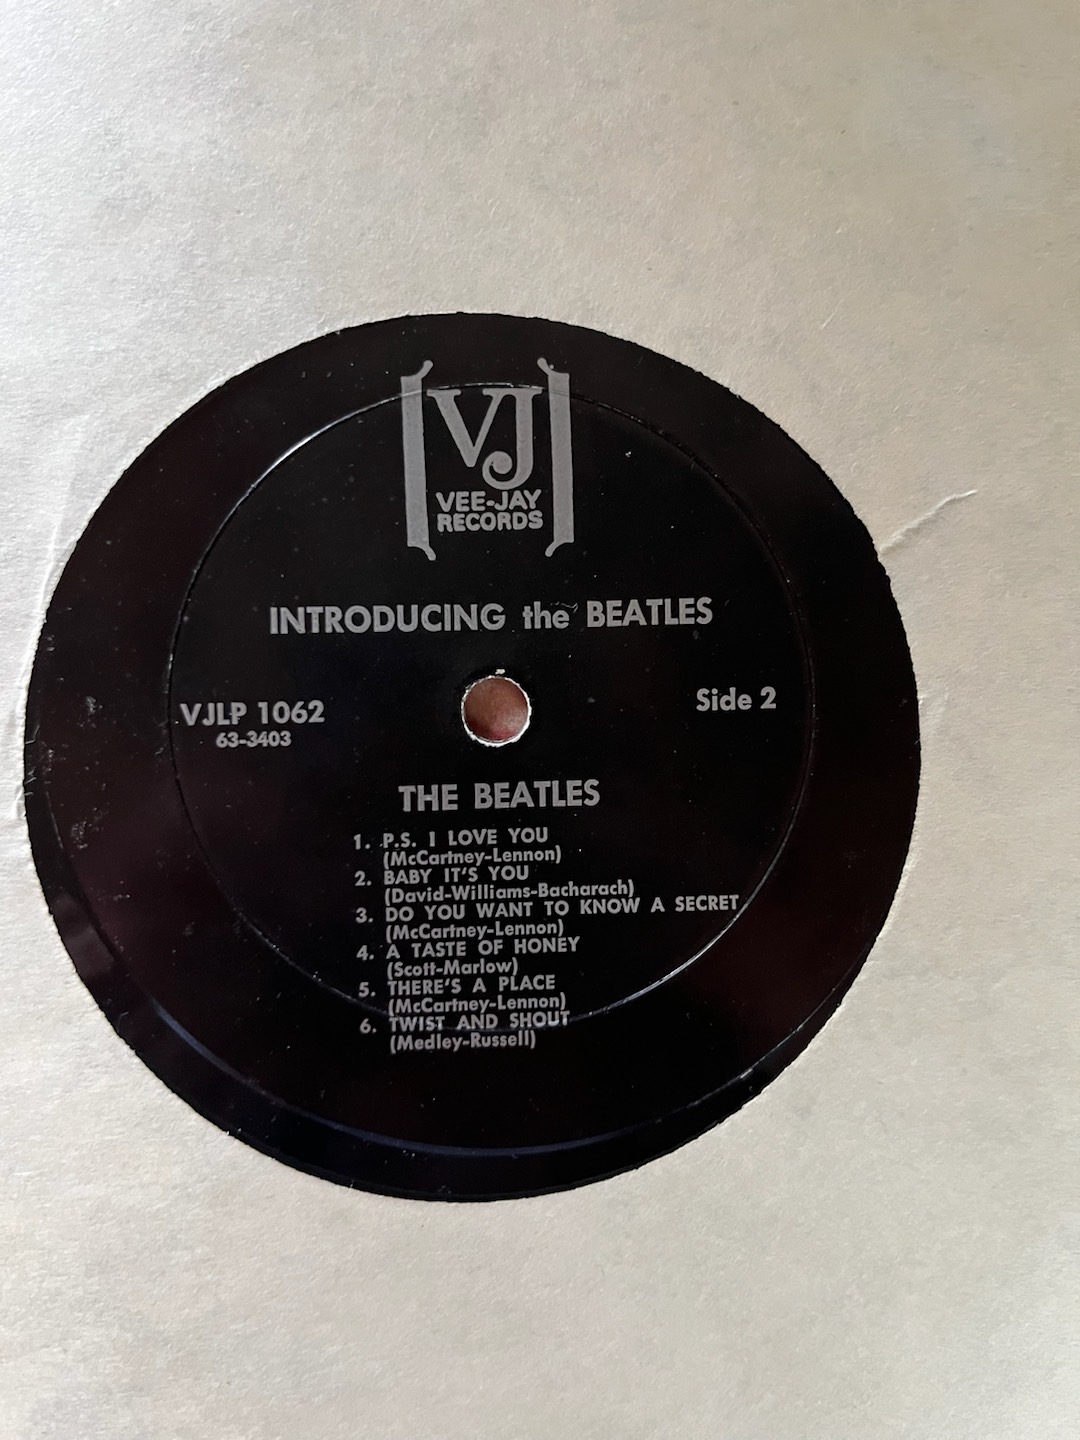 VJ
VEE-JAY
RECORDS
INTRODUCING the BEATLES
VJLP 1062
63-3403
Side 2
THE BEATLES
1. P.S. I LOVE YOU
(McCartney-Lennon)
2. BABY IT'S YOU
(David-Williams-Bacharach)
3. DO YOU WANT TO KNOW A SECRET
(McCartney-Lennon)
4. A TASTE OF HONEY
(Scott-Marlow)
5. THERE'S A PLACE
(McCartney-Lennon)
6. TWIST AND SHOUT
(Medley-Russell)